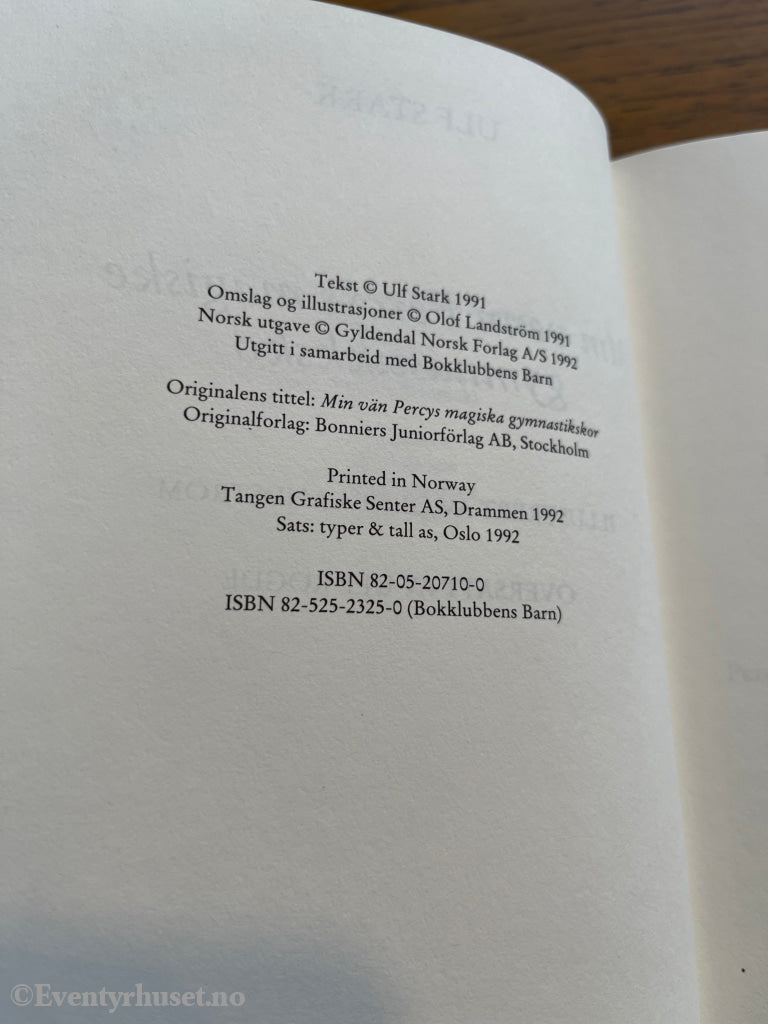 Tekst © Ulf Stark 1991
Omslag og illustrasjoner © Olof Landström 1991
Norsk utgave © Gyldendal Norsk Forlag A/S 1992
Utgitt i samarbeid med Bokklubbens Barn
Originalens tittel: Min vän Percys magiska gymnastikskor
Originalforlag: Bonniers Juniorförlag AB, Stockholm
Printed in Norway
Tangen Grafiske Senter AS, Drammen 1992
Sats: typer & tall as, Oslo 1992
ISBN 82-05-20710-0
ISBN 82-525-2325-0 (Bokklubbens Barn)
©Eventyrhuset.no